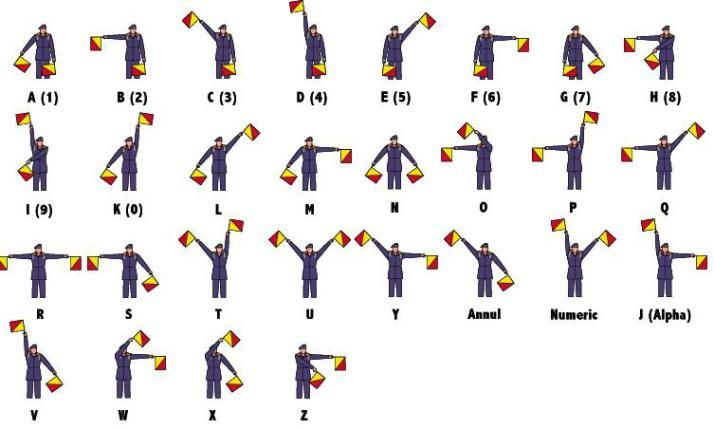 A (1) B (2) C (3) D (4) E (5) F (6) G (7) H (8)
I (9) K (0) L M N O P Q
R S T U Y Annul Numeric J (Alpha)
V W X Z